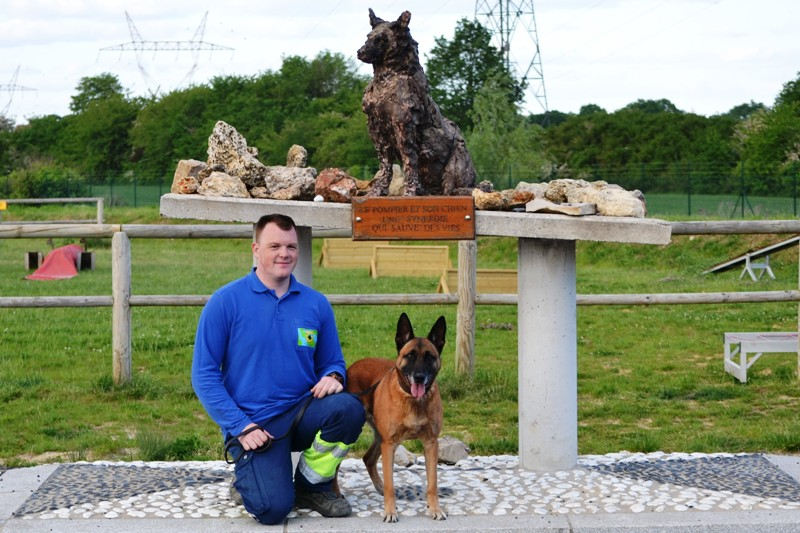 LE POMPIER ET SON CHIEN
UNE SYNERGIE
QUI SAUVE DES VIES